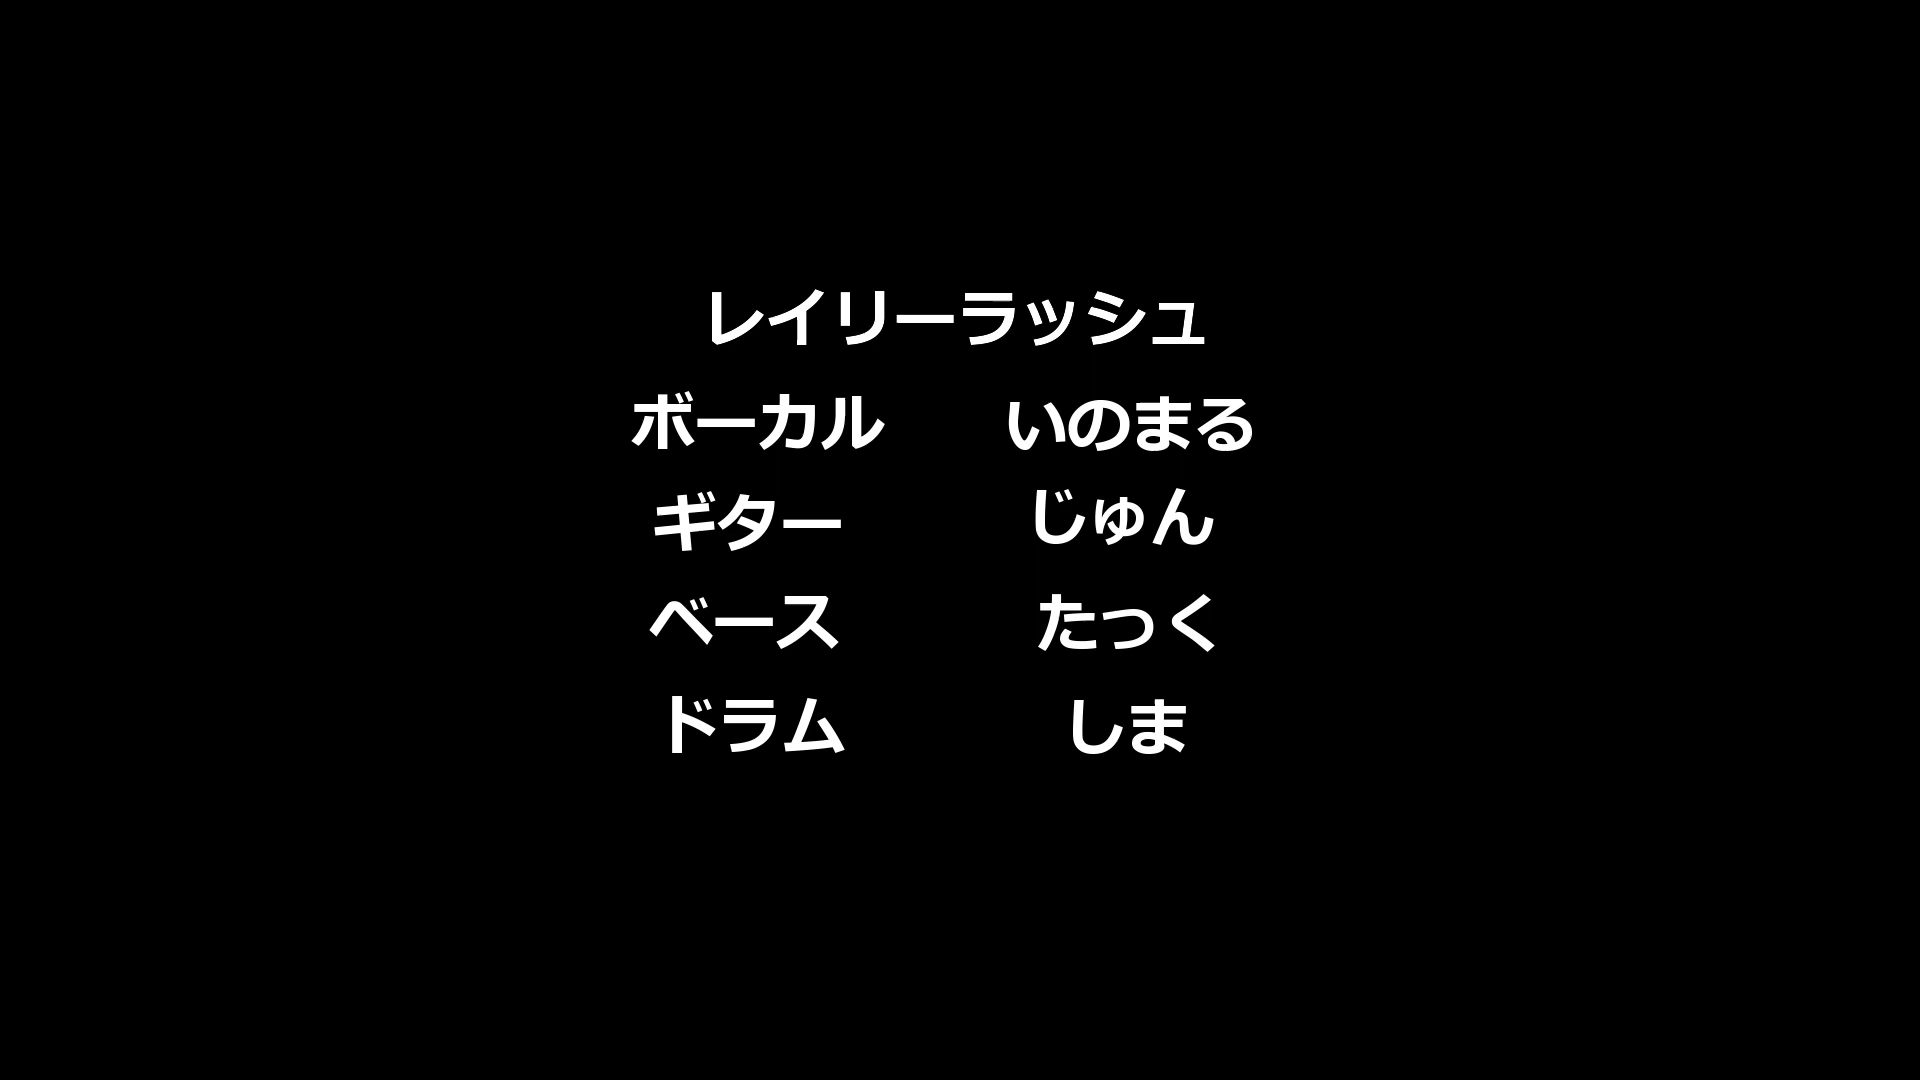 レイリーラッシュ
ボーカル いのまる
ギター じゅん
ベース たっく
ドラム しま